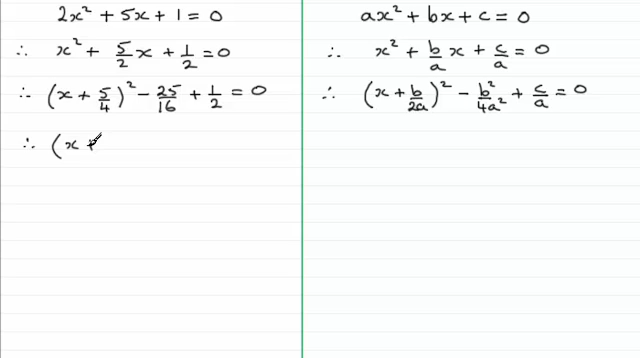 2x² + 5x + 1 = 0
∴ x² + 5/2 x + 1/2 = 0
∴ (x + 5/4)² - 25/16 + 1/2 = 0
∴ (x +
ax² + bx + c = 0
∴ x² + b/a x + c/a = 0
∴ (x + b/2a)² - b²/4a² + c/a = 0